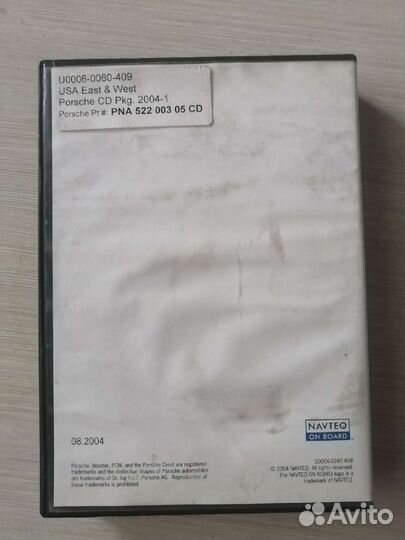 U0006-0060-409
USA East & West
Porsche CD Pkg. 2004-1
Porsche Pt #: PNA 522 003 05 CD
NAVTEQ
ON BOARD
08.2004
Porsche, Boxster, PCM, and the Porsche Crest are registered
trademarks and the distinctive shapes of Porsche automobiles
are trademarks of Dr. Ing h.c.F. Porsche AG. Reproduction of
these trademarks is prohibited.
S0006-0160-408
© 2004 NAVTEQ. All rights reserved.
the NAVTEQ ON BOARD logo is a
trademark of NAVTEQ.
Avito